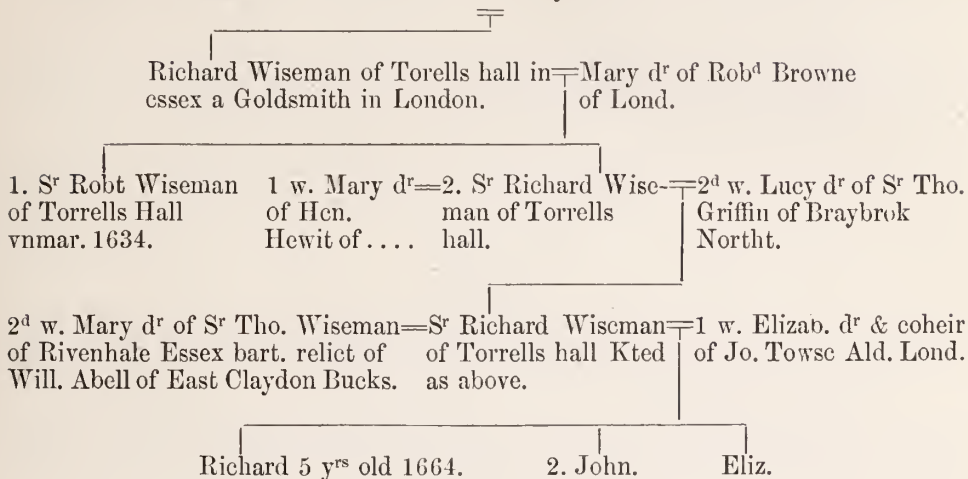 Richard Wiseman of Torells hall in Mary dʳ of Robᵈ Browne
essex a Goldsmith in London. of Lond.
1. Sʳ Robt Wiseman 1 w. Mary dʳ 2. Sʳ Richard Wise- 2ᵈ w. Lucy dʳ of Sʳ Tho.
of Torrells Hall of Hen. man of Torrells Griffin of Braybrok
vnmar. 1634. Hewit of .... hall. Northt.
2ᵈ w. Mary dʳ of Sʳ Tho. Wiseman Sʳ Richard Wiseman 1 w. Elizab. dʳ & coheir
of Rivenhale Essex bart. relict of of Torrells hall Kted of Jo. Towse Ald. Lond.
Will. Abell of East Claydon Bucks. as above.
Richard 5 yʳˢ old 1664. 2. John. Eliz.